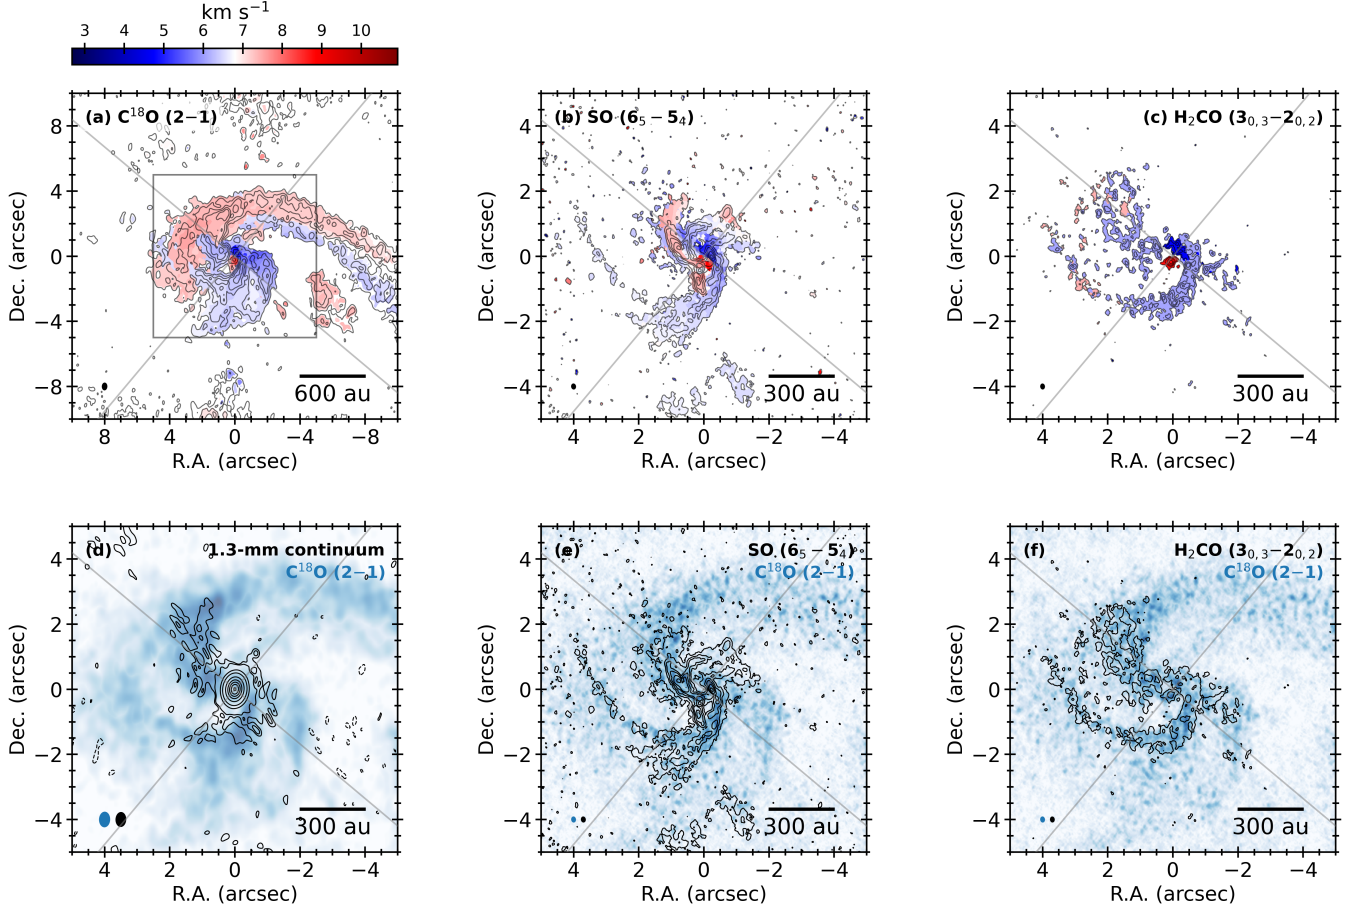 km s⁻¹
3 4 5 6 7 8 9 10
(a) C¹⁸O (2−1)
8
4
0
−4
−8
Dec. (arcsec)
600 au
8 4 0 −4 −8
R.A. (arcsec)
(b) SO (6₅ − 5₄)
4
2
0
−2
−4
Dec. (arcsec)
300 au
4 2 0 −2 −4
R.A. (arcsec)
(c) H₂CO (3₀,₃−2₀,₂)
4
2
0
−2
−4
Dec. (arcsec)
300 au
4 2 0 −2 −4
R.A. (arcsec)
(d) 1.3-mm continuum
C¹⁸O (2−1)
4
2
0
−2
−4
Dec. (arcsec)
300 au
4 2 0 −2 −4
R.A. (arcsec)
(e) SO (6₅ − 5₄)
C¹⁸O (2−1)
4
2
0
−2
−4
Dec. (arcsec)
300 au
4 2 0 −2 −4
R.A. (arcsec)
(f) H₂CO (3₀,₃−2₀,₂)
C¹⁸O (2−1)
4
2
0
−2
−4
Dec. (arcsec)
300 au
4 2 0 −2 −4
R.A. (arcsec)